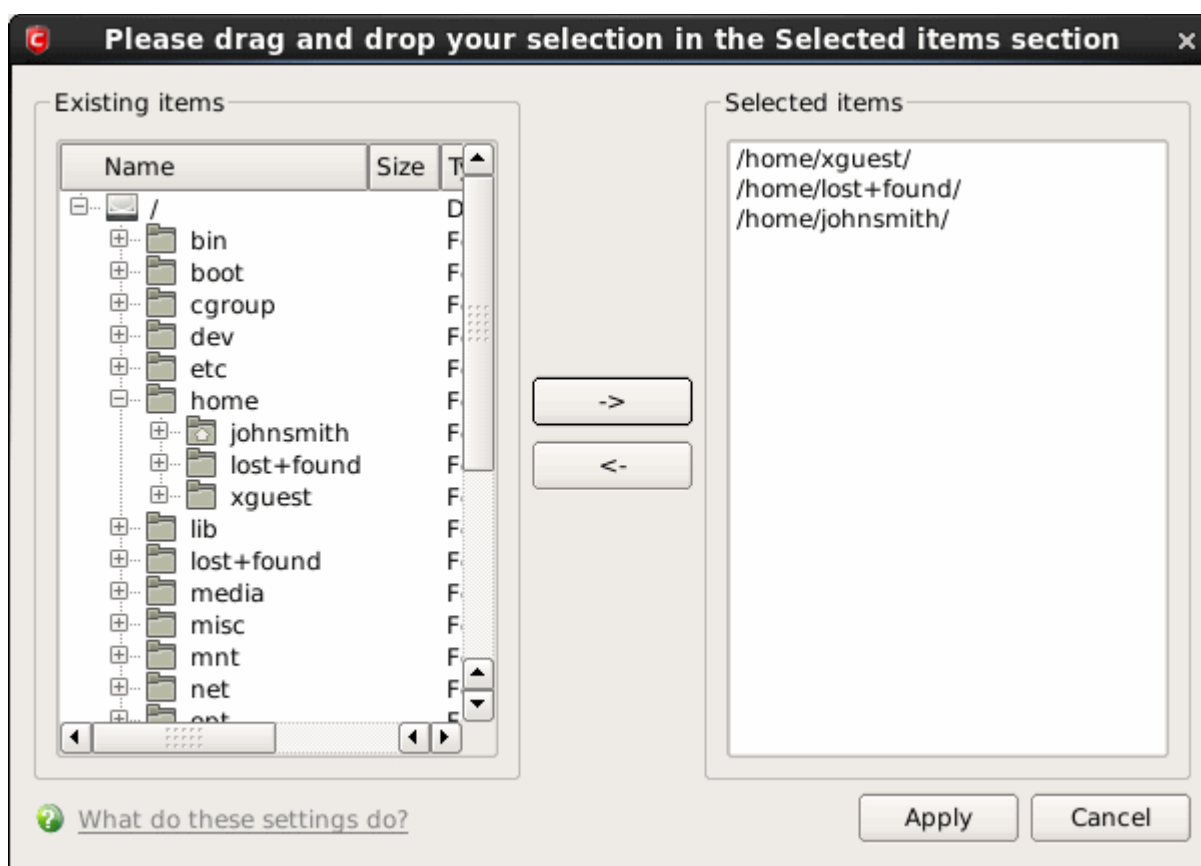 Please drag and drop your selection in the Selected items section
Existing items
Name Size
/ D
bin
boot
cgroup
dev
etc
home
johnsmith
lost+found
xguest
lib
lost+found
media
misc
mnt
net
opt
->
<-
Selected items
/home/xguest/
/home/lost+found/
/home/johnsmith/
What do these settings do?
Apply Cancel